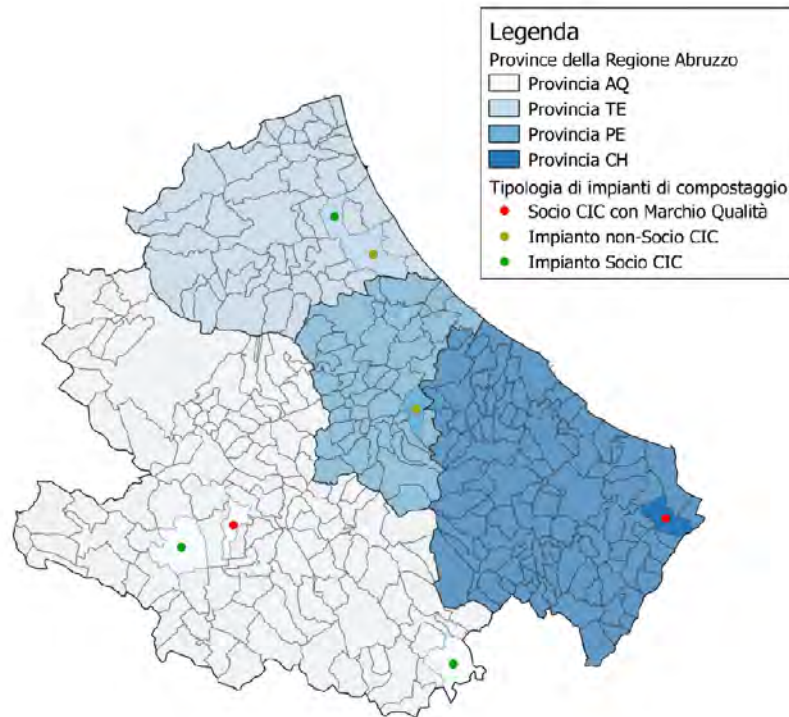 Legenda
Province della Regione Abruzzo
Provincia AQ
Provincia TE
Provincia PE
Provincia CH
Tipologia di impianti di compostaggio
Socio CIC con Marchio Qualità
Impianto non-Socio CIC
Impianto Socio CIC